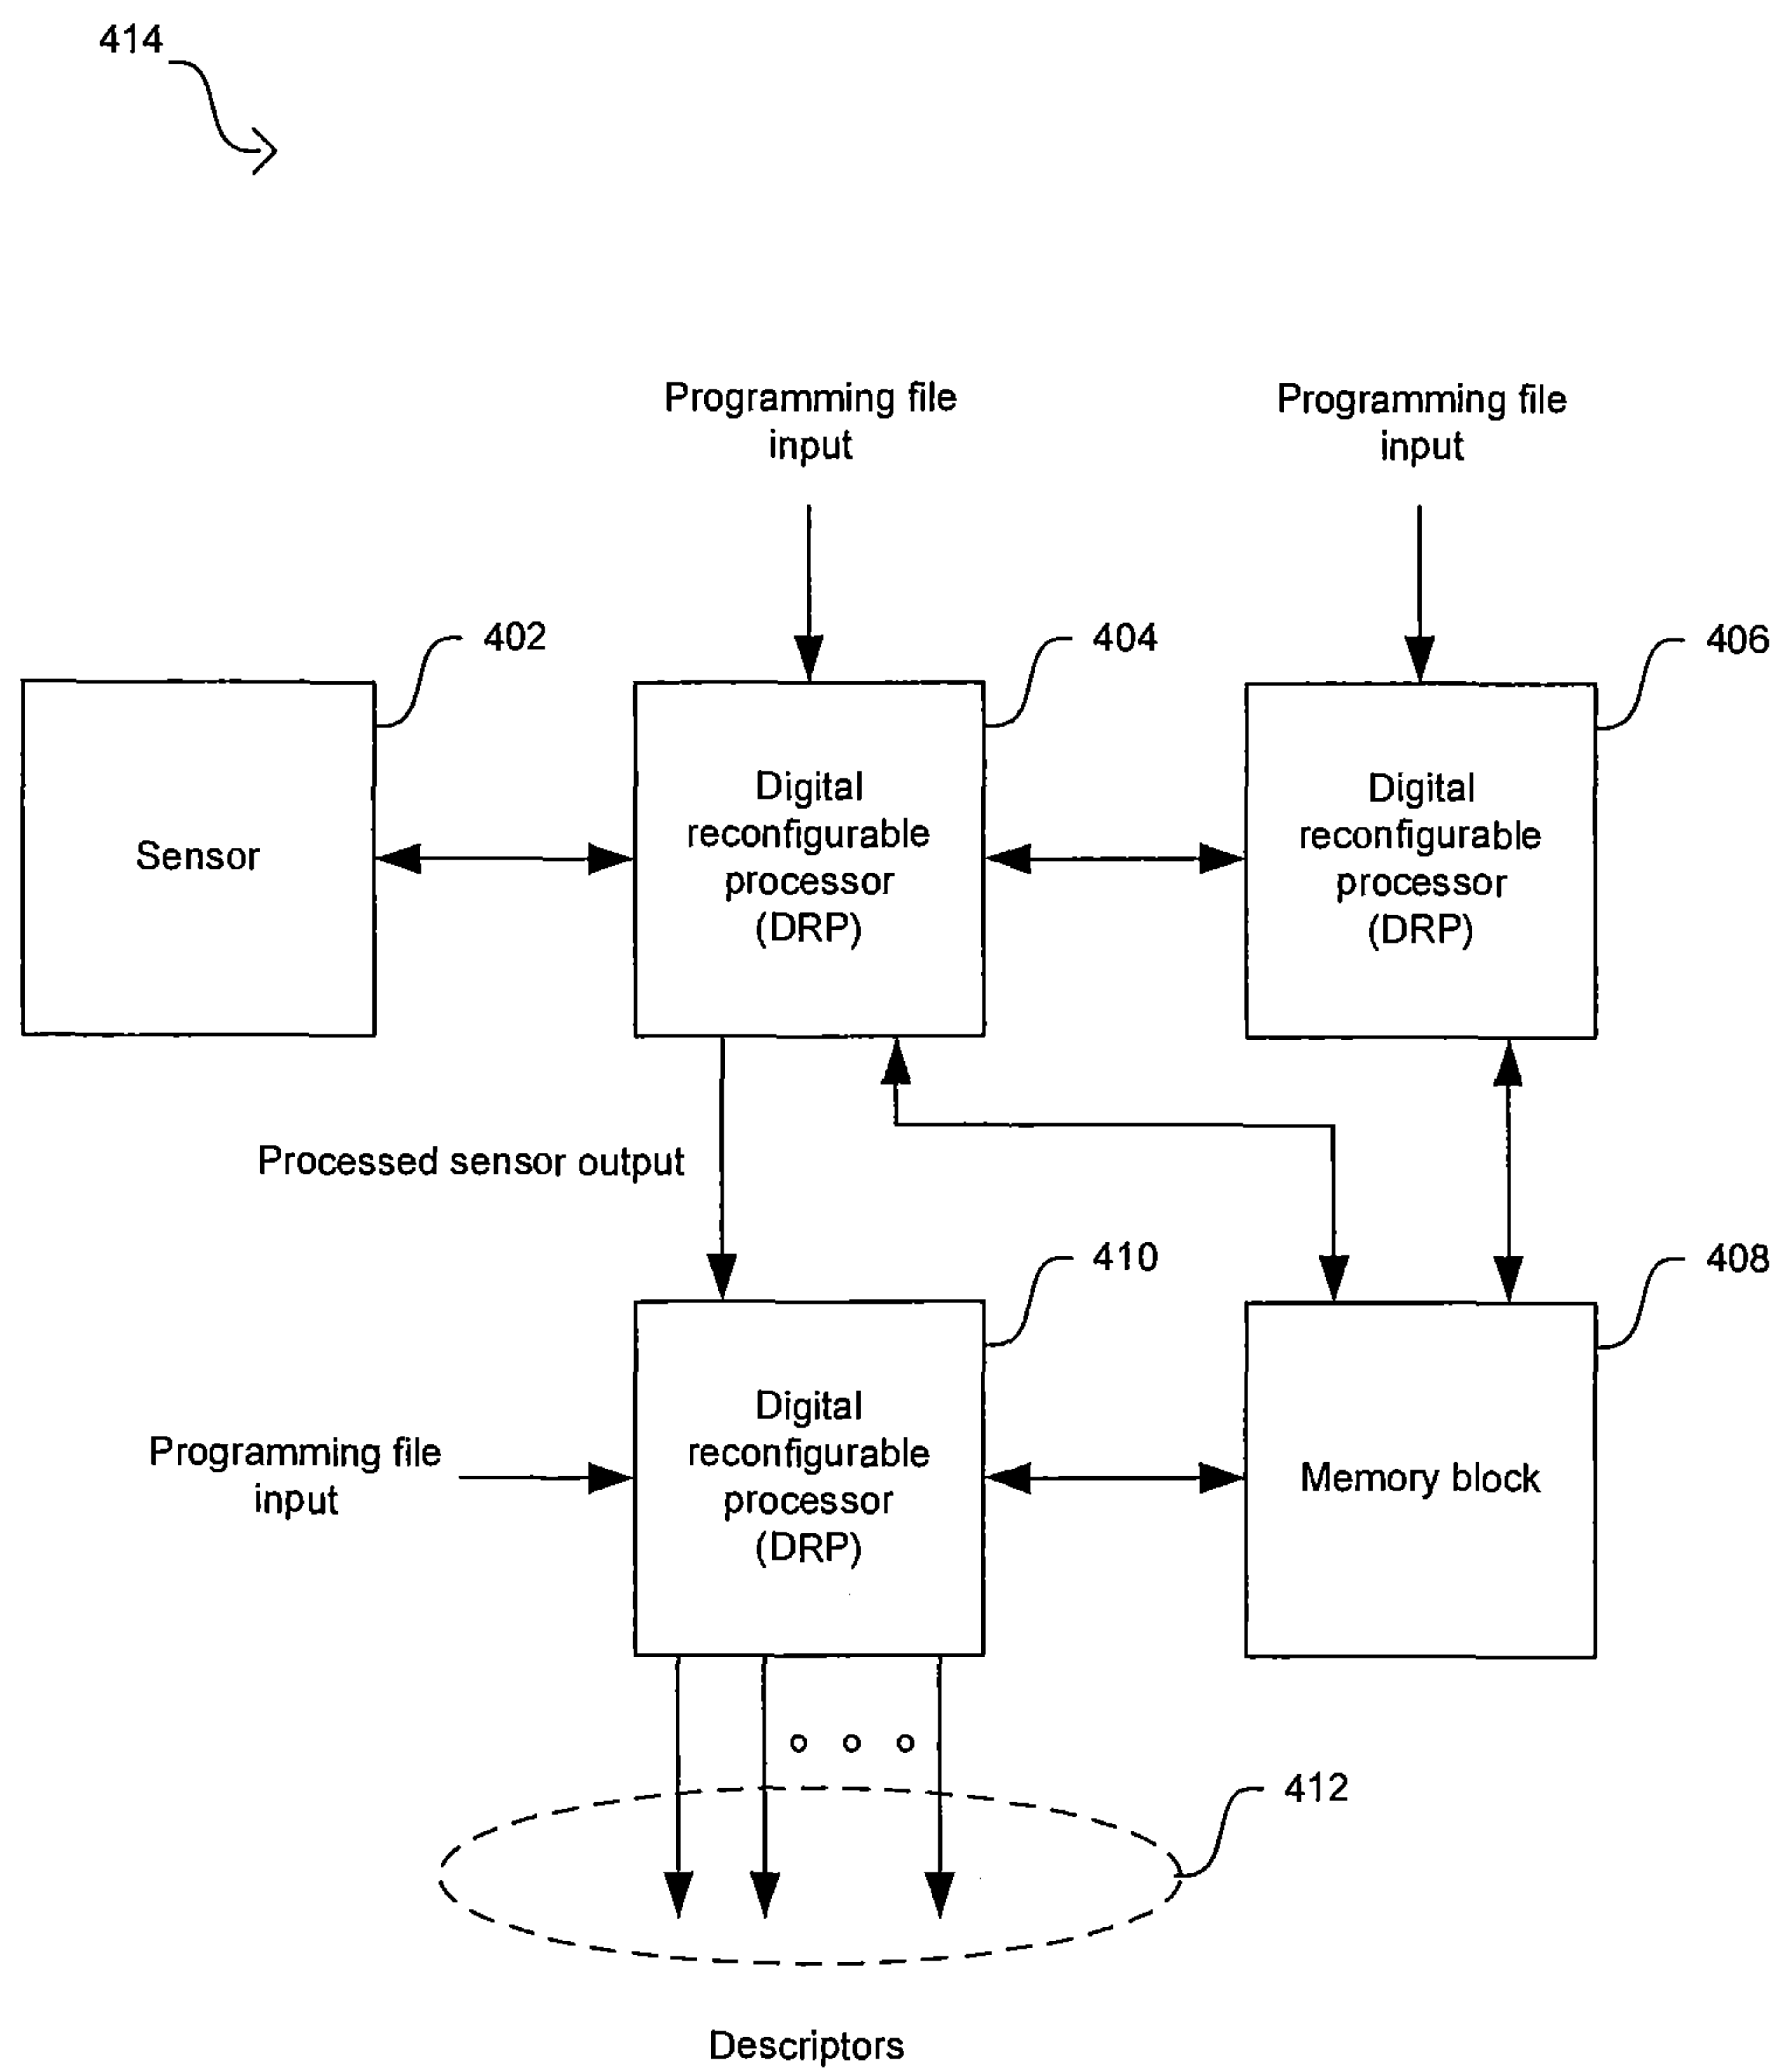 414
Programming file
input
Programming file
input
402
404
406
Sensor
Digital
reconfigurable
processor
(DRP)
Digital
reconfigurable
processor
(DRP)
Processed sensor output
410
408
Programming file
input
Digital
reconfigurable
processor
(DRP)
Memory block
412
Descriptors